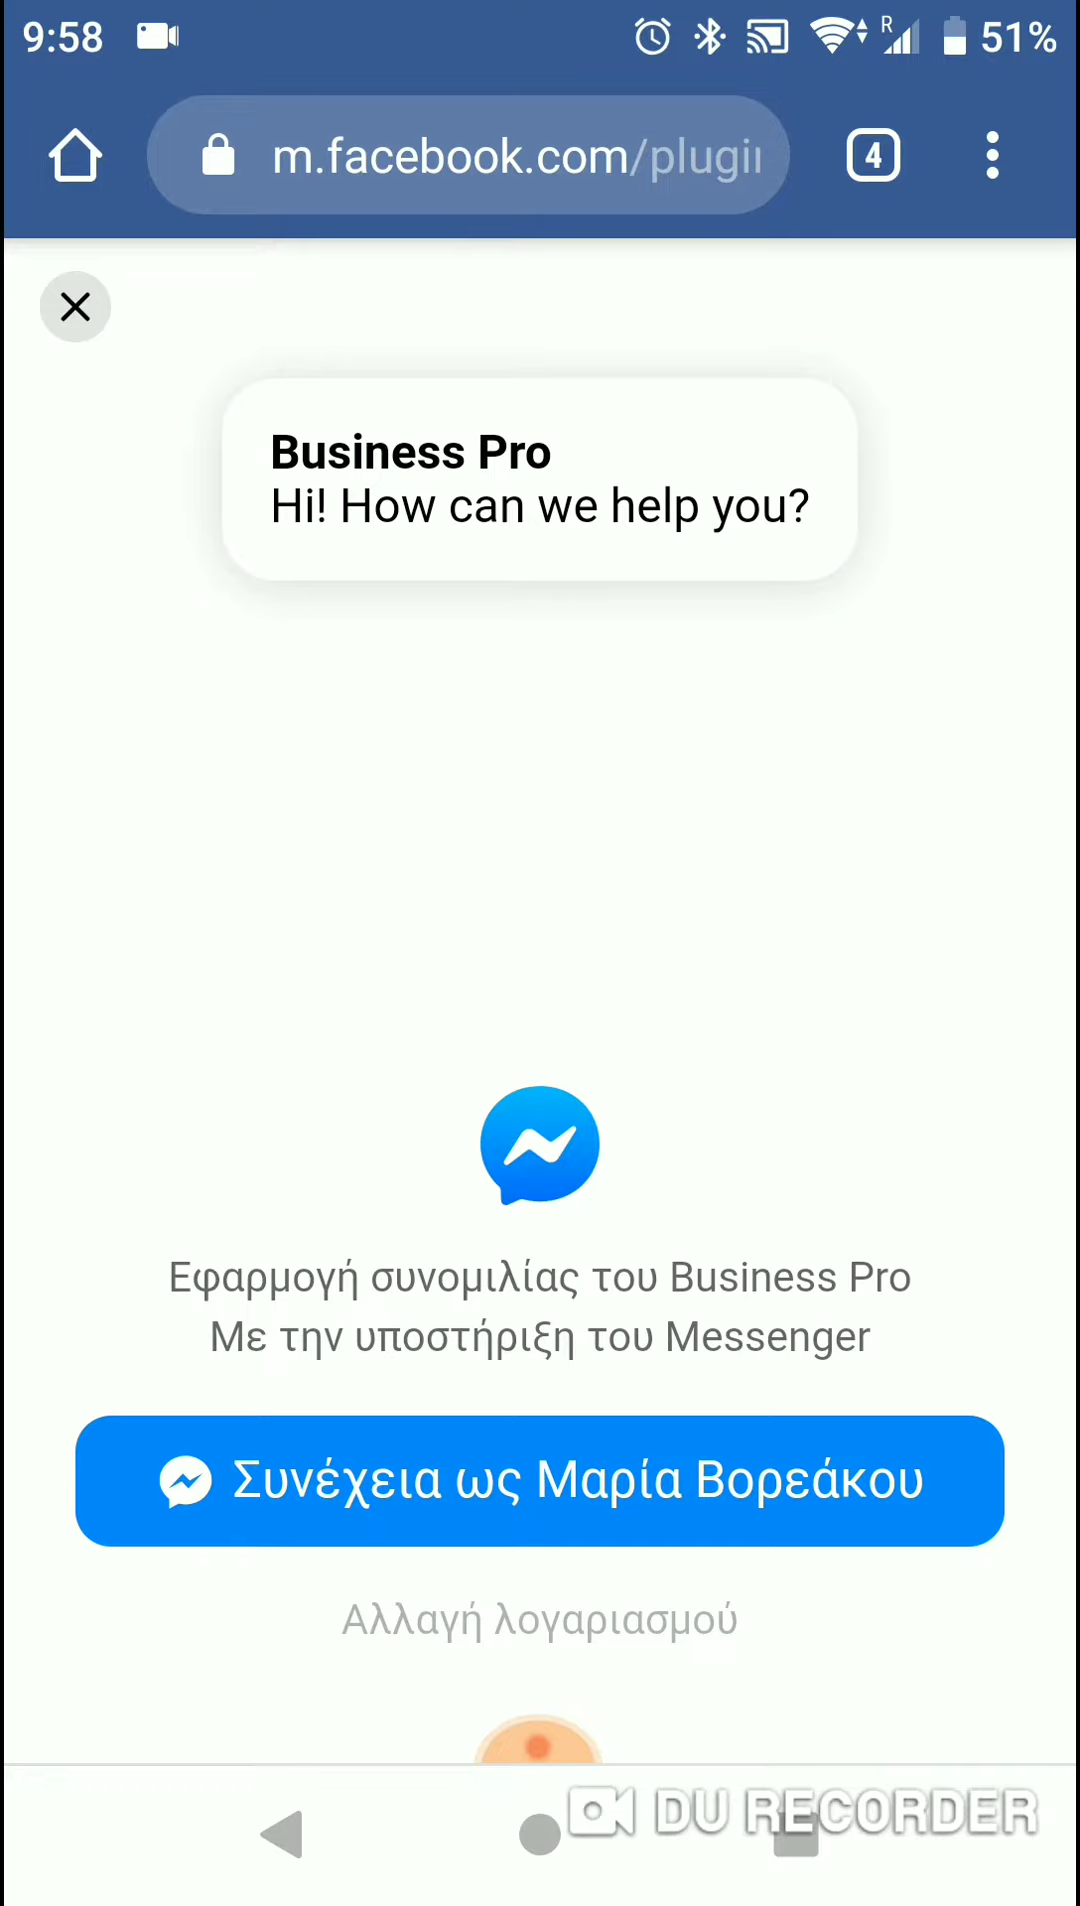 9:58
R
51%
m.facebook.com/plugin
4
Business Pro
Hi! How can we help you?
Εφαρμογή συνομιλίας του Business Pro
Με την υποστήριξη του Messenger
Συνέχεια ως Μαρία Βορεάκου
Αλλαγή λογαριασμού
DU RECORDER